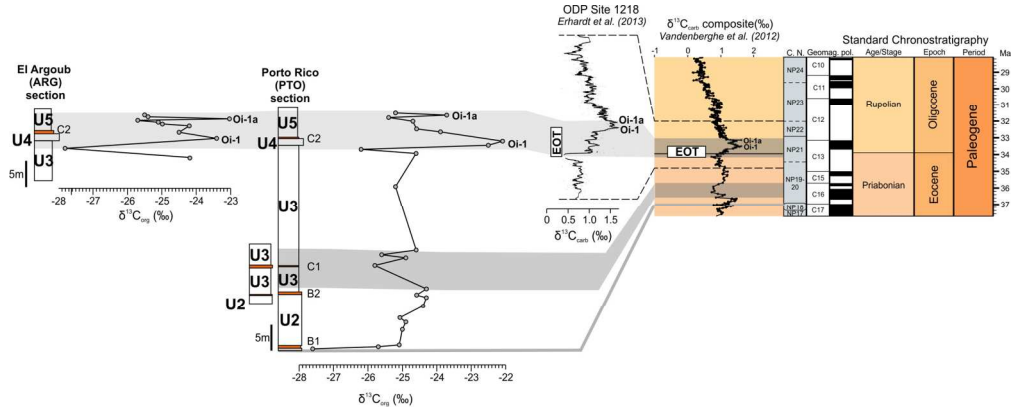 ODP Site 1218
Erhardt et al. (2013)
δ13Ccarb composite(‰)
Vandenberghe et al. (2012)
-1 0 1 2
Standard Chronostratigraphy
C. N. Geomag. pol. Age/Stage Epoch Period Ma
El Argoub
(ARG)
section
Porto Rico
(PTO)
section
U5
C2
U4
U3
5m
Oi-1a
Oi-1
-28 -27 -26 -25 -24 -23
δ13Corg (‰)
U5
C2
U4
U3
C1
U3
B2
U2
B1
U3
U3
U2
5m
Oi-1a
Oi-1
-28 -27 -26 -25 -24 -23 -22
δ13Corg (‰)
EOT
Oi-1a
Oi-1
0.0 1.0 2.0
δ13Ccarb (‰)
EOT
Oi-1a
Oi-1
NP24
NP23
NP22
NP21
NP19-
20
NP18
NP17
C10
C11
C12
C13
C15
C16
C17
Rupelian
Priabonian
Oligocene
Eocene
Paleogene
29
30
31
32
33
34
35
36
37